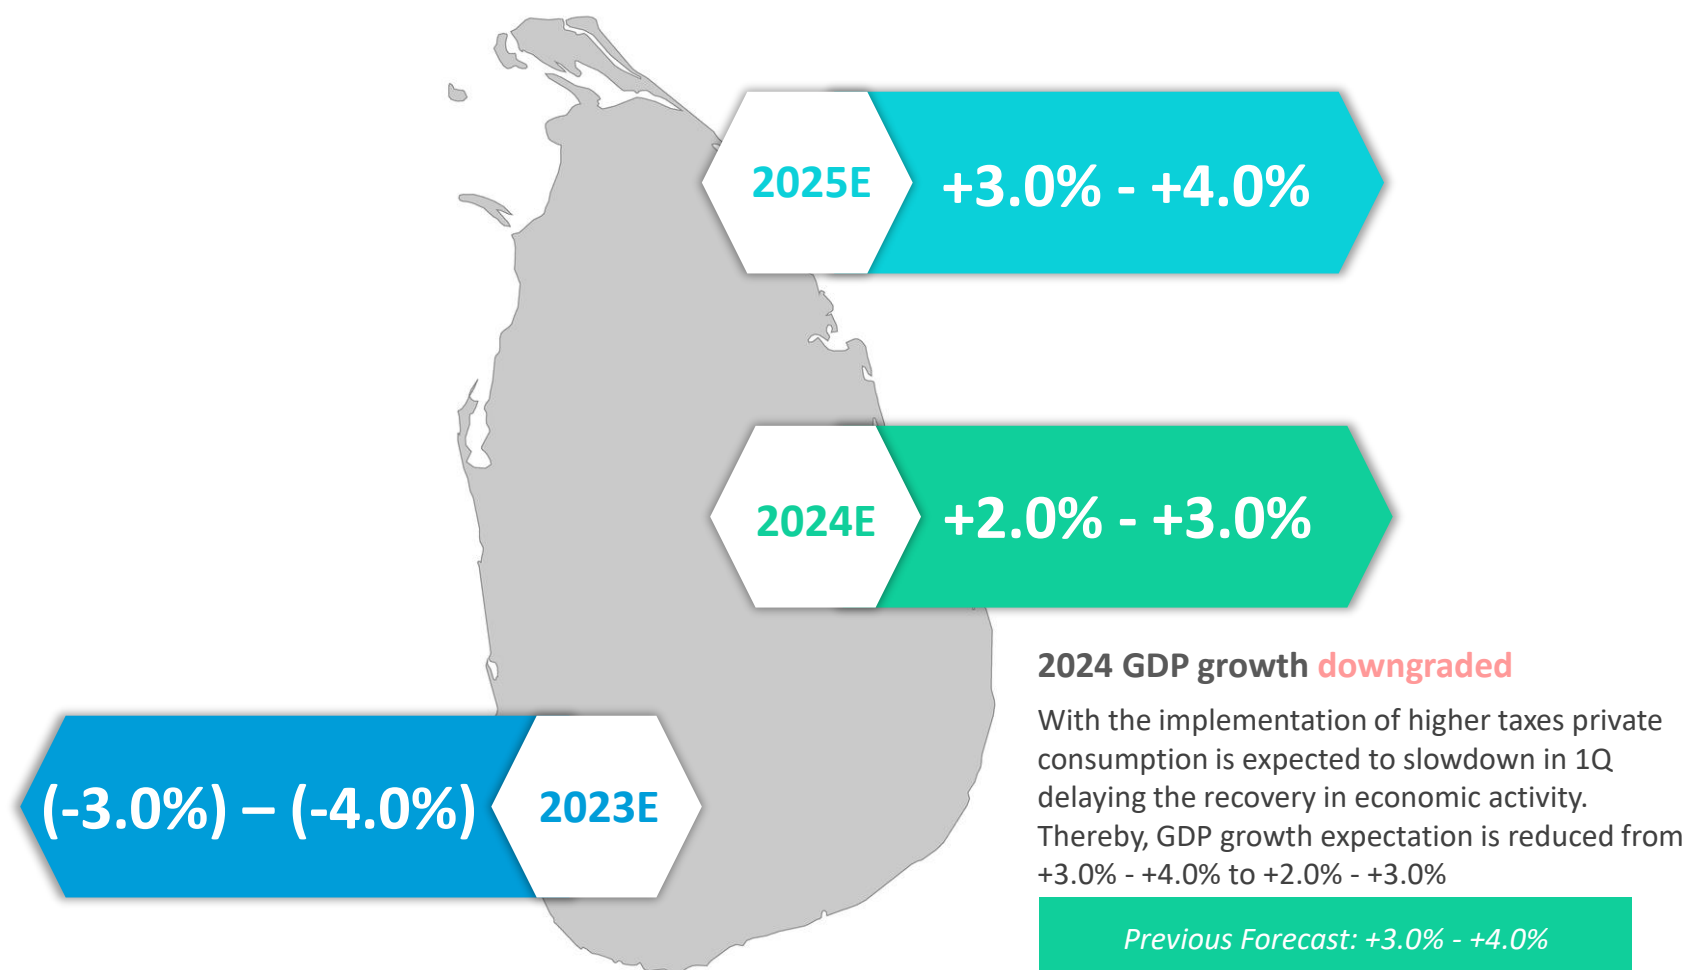 2025E
+3.0% - +4.0%
2024E
+2.0% - +3.0%
(-3.0%) – (-4.0%)
2023E
2024 GDP growth downgraded
With the implementation of higher taxes private
consumption is expected to slowdown in 1Q
delaying the recovery in economic activity.
Thereby, GDP growth expectation is reduced from
+3.0% - +4.0% to +2.0% - +3.0%
Previous Forecast: +3.0% - +4.0%